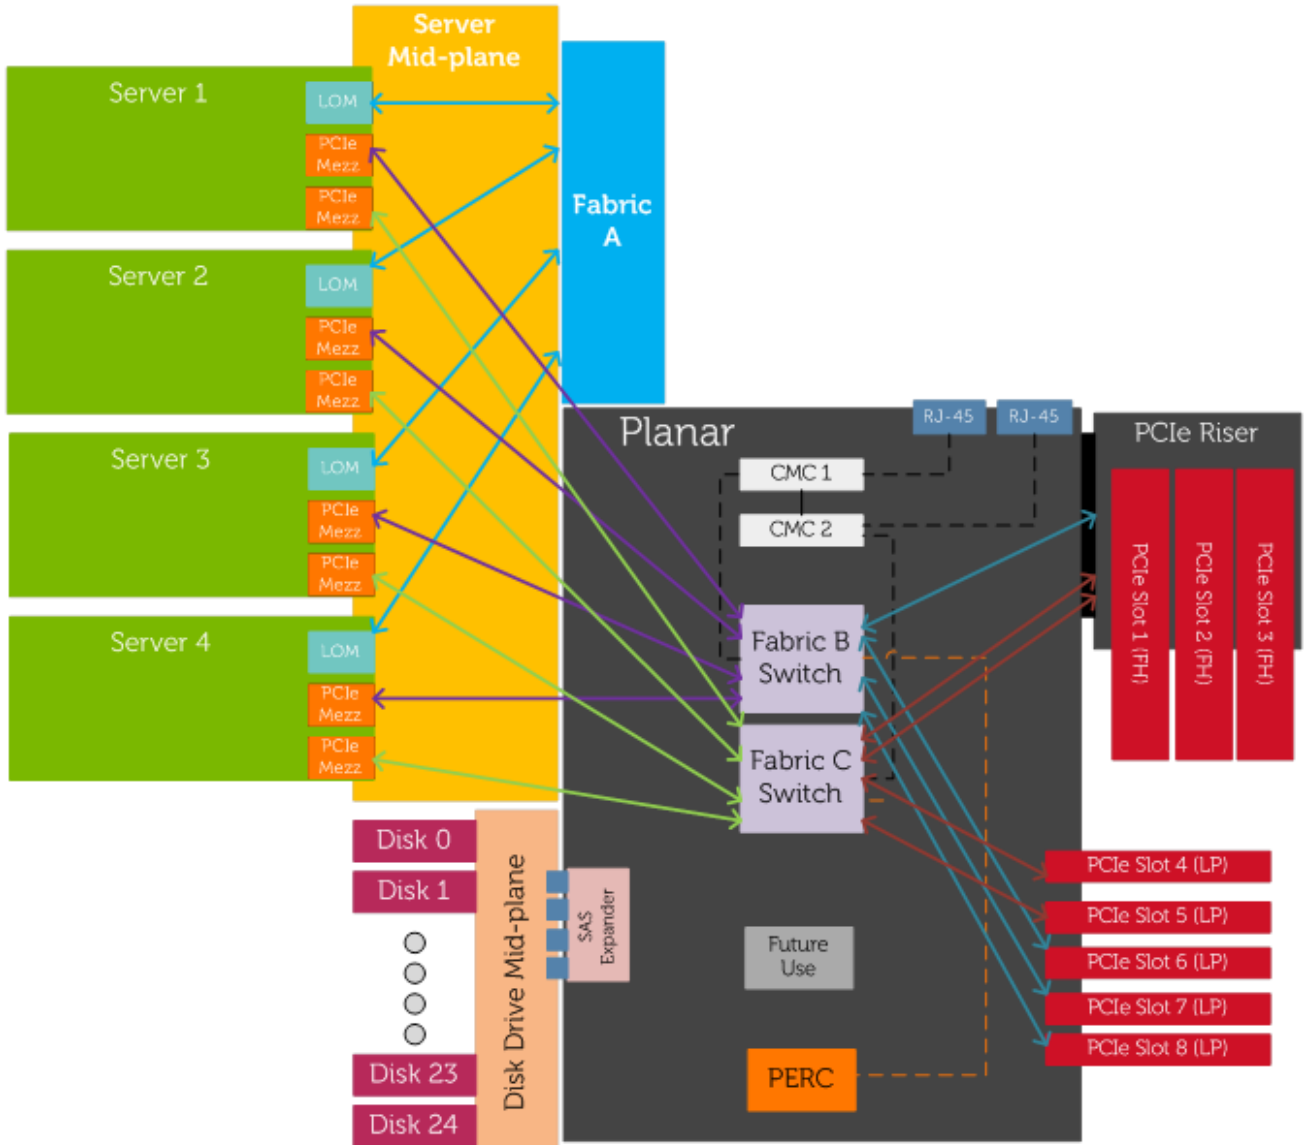 Server
Mid-plane
Server 1
LOM
PCIe
Mezz
PCIe
Mezz
Fabric
A
Server 2
LOM
PCIe
Mezz
PCIe
Mezz
Server 3
LOM
PCIe
Mezz
PCIe
Mezz
Server 4
LOM
PCIe
Mezz
PCIe
Mezz
Planar
RJ-45
RJ-45
CMC 1
CMC 2
PCIe Riser
PCIe Slot 1 (FH)
PCIe Slot 2 (FH)
PCIe Slot 3 (FH)
Fabric B
Switch
Fabric C
Switch
Disk 0
Disk 1
Disk 23
Disk 24
Disk Drive Mid-plane
SAS
Expander
Future
Use
PERC
PCIe Slot 4 (LP)
PCIe Slot 5 (LP)
PCIe Slot 6 (LP)
PCIe Slot 7 (LP)
PCIe Slot 8 (LP)